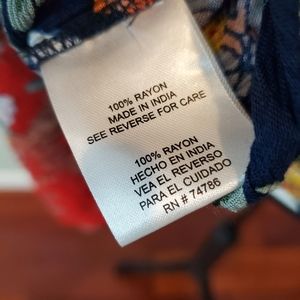 100% RAYON
MADE IN INDIA
SEE REVERSE FOR CARE
100% RAYON
HECHO EN INDIA
VEA EL REVERSO
PARA EL CUIDADO
RN # 74786